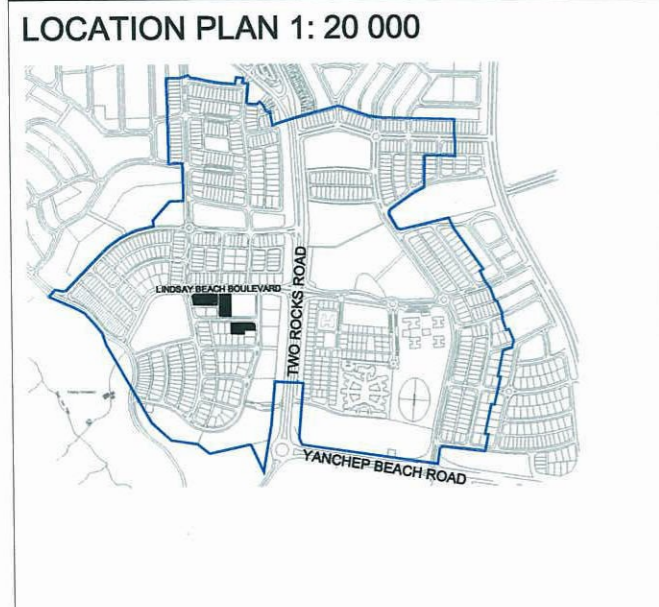 LOCATION PLAN 1: 20 000
LINDSAY BEACH BOULEVARD
TWO ROCKS ROAD
YANCHEP BEACH ROAD